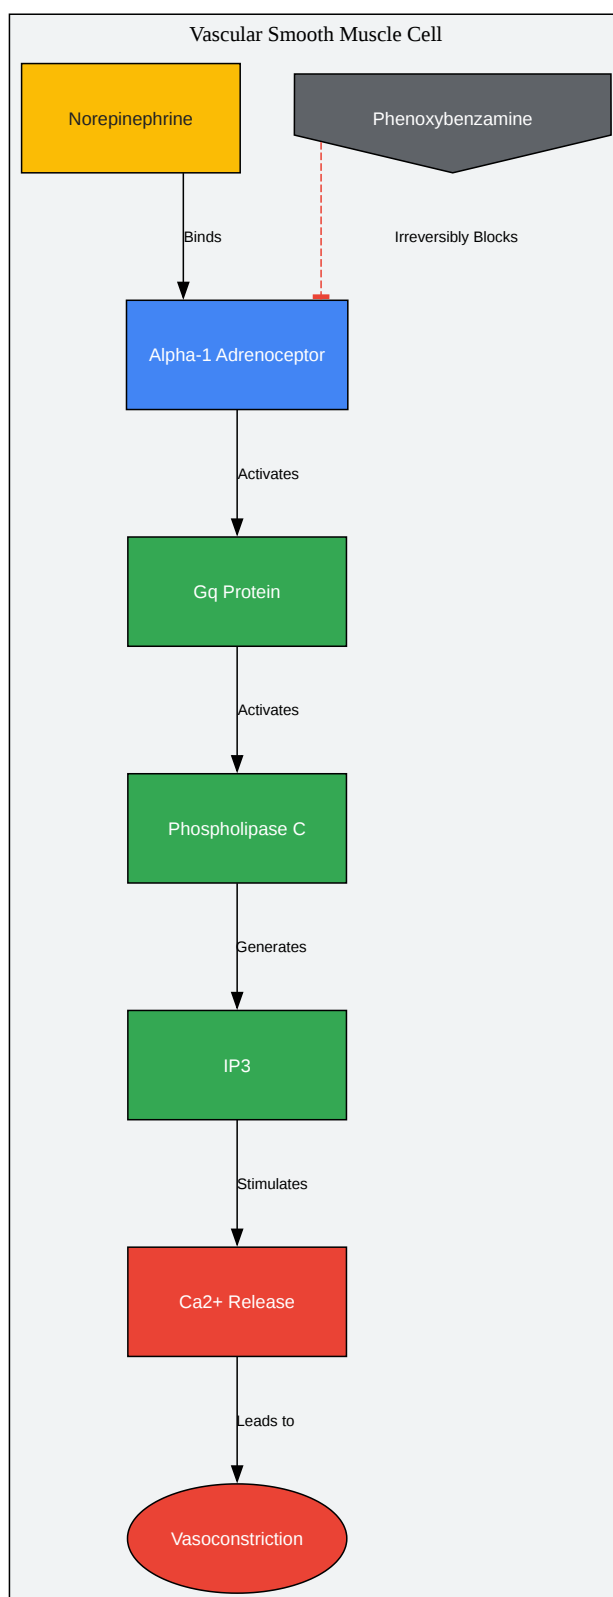 Vascular Smooth Muscle Cell
Norepinephrine
Phenoxybenzamine
Binds
Irreversibly Blocks
Alpha-1 Adrenoceptor
Activates
Gq Protein
Activates
Phospholipase C
Generates
IP3
Stimulates
Ca2+ Release
Leads to
Vasoconstriction